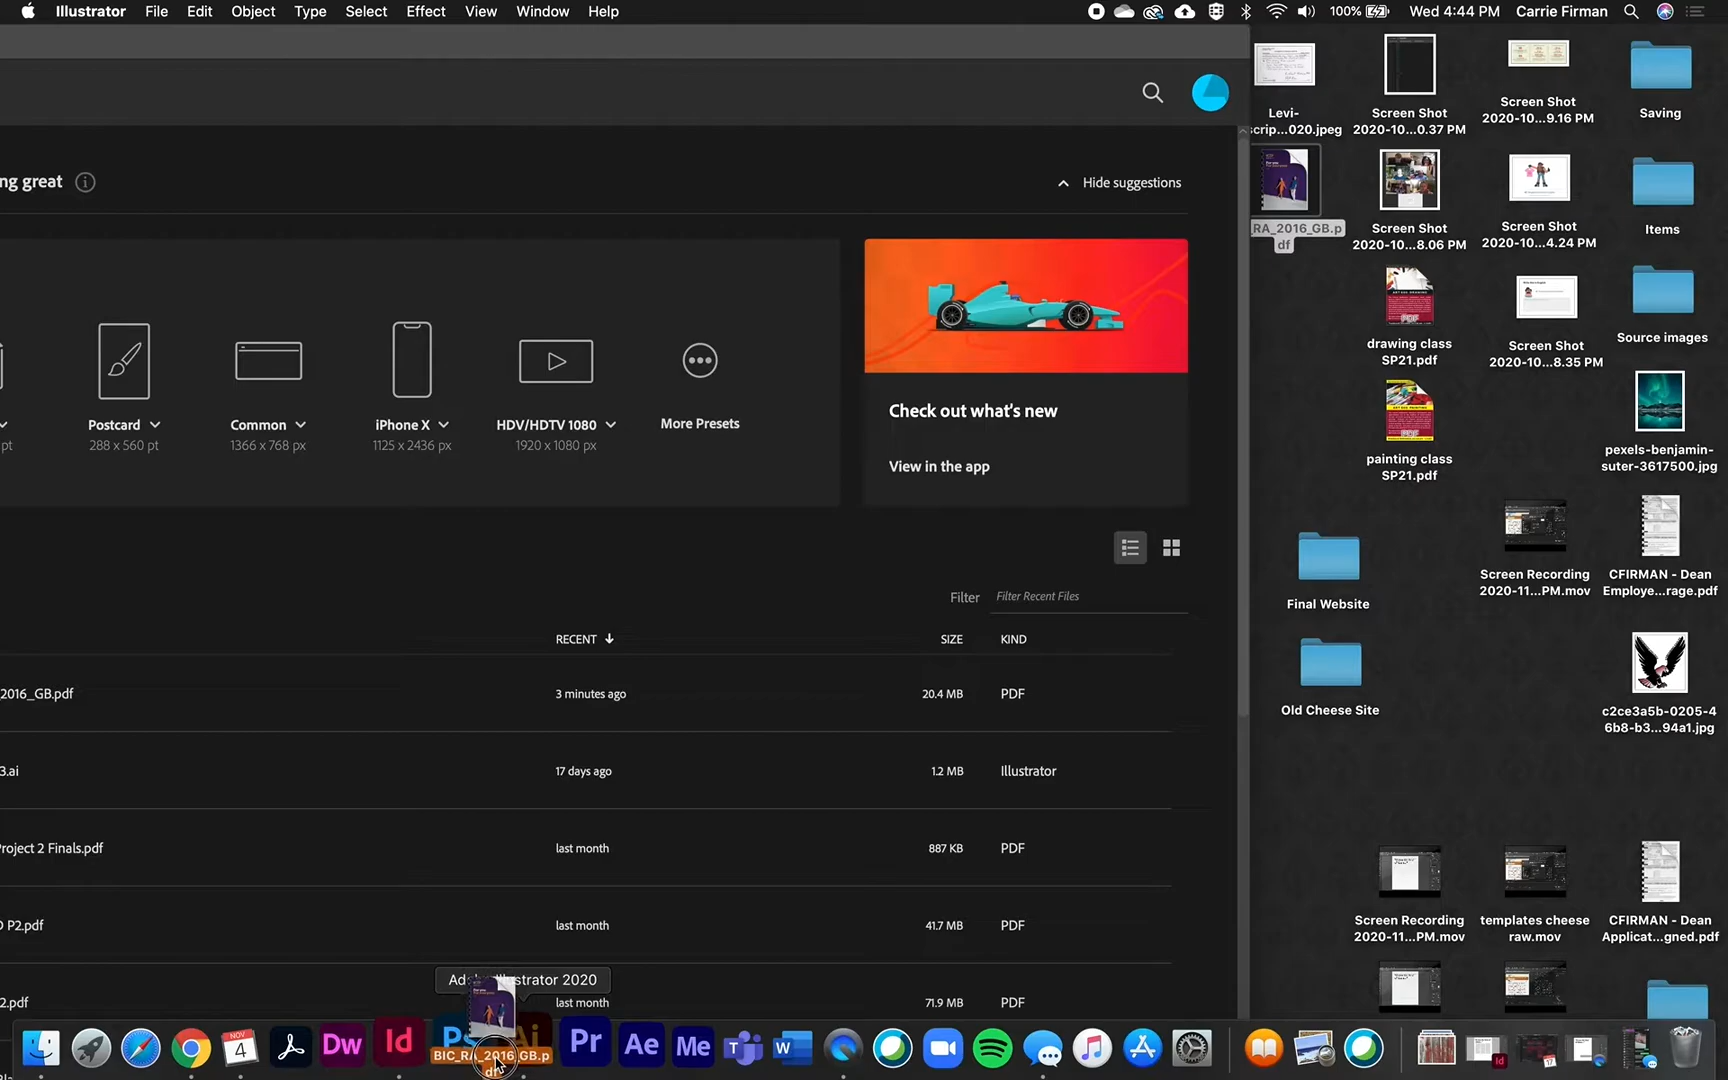 Illustrator File Edit Object Type Select Effect View Window Help 100% Wed 4:44 PM Carrie Firman
ng great
Hide suggestions
Postcard
288 x 560 pt
Common
1366 x 768 px
iPhone X
1125 x 2436 px
HDV/HDTV 1080
1920 x 1080 px
More Presets
pt
Check out what's new
View in the app
Filter Filter Recent Files
RECENT SIZE KIND
2016_GB.pdf 3 minutes ago 20.4 MB PDF
3.ai 17 days ago 1.2 MB Illustrator
roject 2 Finals.pdf last month 887 KB PDF
P2.pdf last month 41.7 MB PDF
2.pdf last month 71.9 MB PDF
Levi-
scrip...020.jpeg
Screen Shot
2020-10...0.37 PM
Screen Shot
2020-10...9.16 PM
Saving
_RA_2016_GB.p
df
Screen Shot
2020-10...8.06 PM
Screen Shot
2020-10...4.24 PM
Items
drawing class
SP21.pdf
Screen Shot
2020-10...8.35 PM
Source images
painting class
SP21.pdf
pexels-benjamin-
suter-3617500.jpg
Final Website
Screen Recording
2020-11...PM.mov
CFIRMAN - Dean
Employe...rage.pdf
Old Cheese Site
c2ce3a5b-0205-4
6b8-b3...94a1.jpg
Screen Recording
2020-11...PM.mov
templates cheese
raw.mov
CFIRMAN - Dean
Applicat...gned.pdf
NOV
4
Dw
Id
Ps
Ai
BIC_RA_2016_GB.p
df
Pr
Ae
Me
T
W